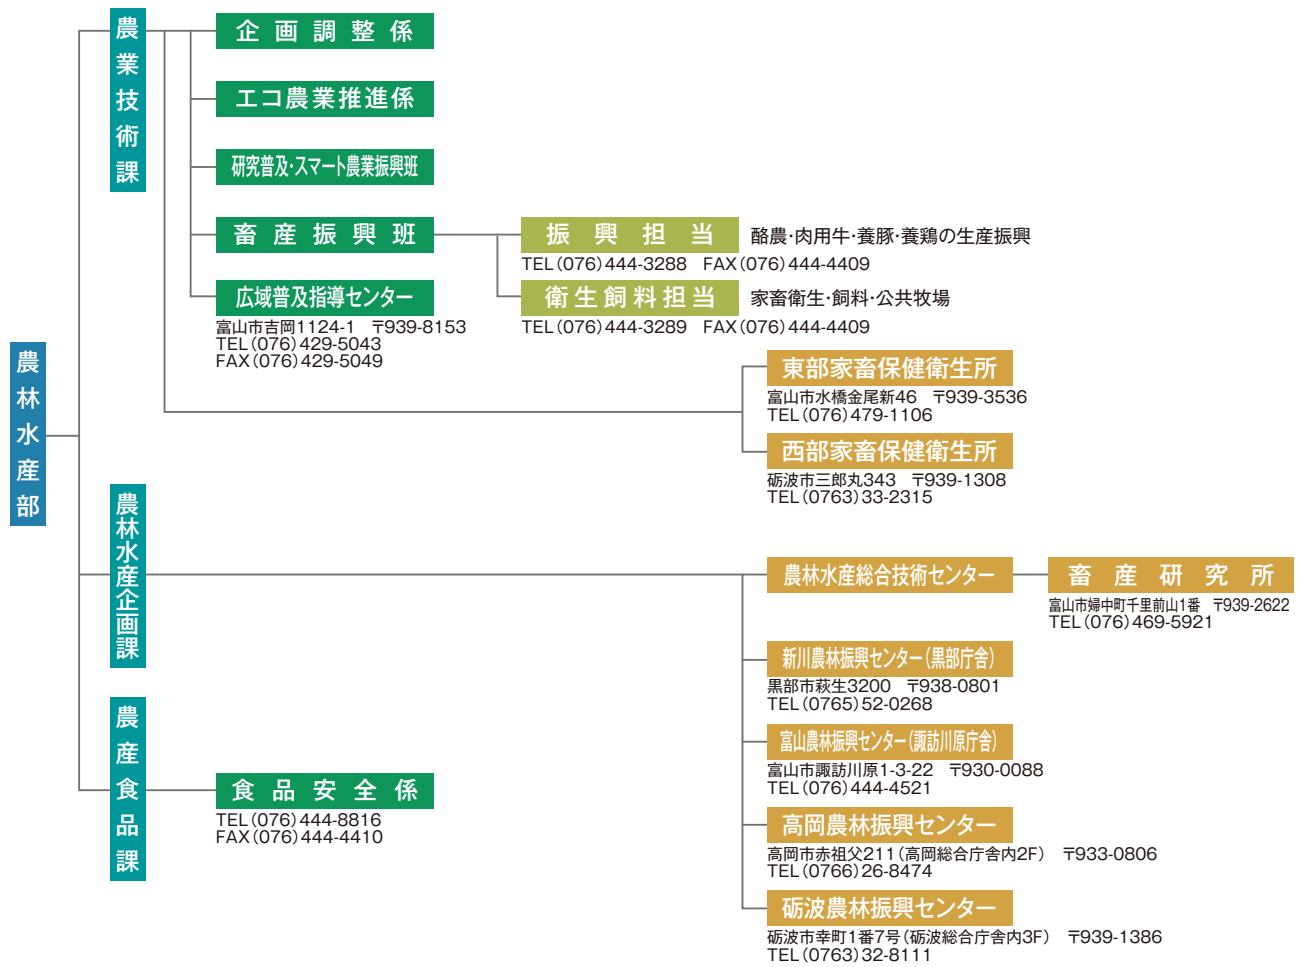 農林水産部
農業技術課
企画調整係
エコ農業推進係
研究普及・スマート農業振興班
畜産振興班
振興担当
酪農・肉用牛・養豚・養鶏の生産振興
TEL(076)444-3288　FAX(076)444-4409
衛生飼料担当
家畜衛生・飼料・公共牧場
TEL(076)444-3289　FAX(076)444-4409
広域普及指導センター
富山市吉岡1124-1　〒939-8153
TEL(076)429-5043
FAX(076)429-5049
東部家畜保健衛生所
富山市水橋金尾新46　〒939-3536
TEL(076)479-1106
西部家畜保健衛生所
砺波市三郎丸343　〒939-1308
TEL(0763)33-2315
農林水産企画課
農林水産総合技術センター
畜産研究所
富山市婦中町千里前山1番　〒939-2622
TEL(076)469-5921
新川農林振興センター(黒部庁舎)
黒部市萩生3200　〒938-0801
TEL(0765)52-0268
富山農林振興センター(諏訪川原庁舎)
富山市諏訪川原1-3-22　〒930-0088
TEL(076)444-4521
高岡農林振興センター
高岡市赤祖父211(高岡総合庁舎内2F)　〒933-0806
TEL(0766)26-8474
砺波農林振興センター
砺波市幸町1番7号(砺波総合庁舎内3F)　〒939-1386
TEL(0763)32-8111
農産食品課
食品安全係
TEL(076)444-8816
FAX(076)444-4410